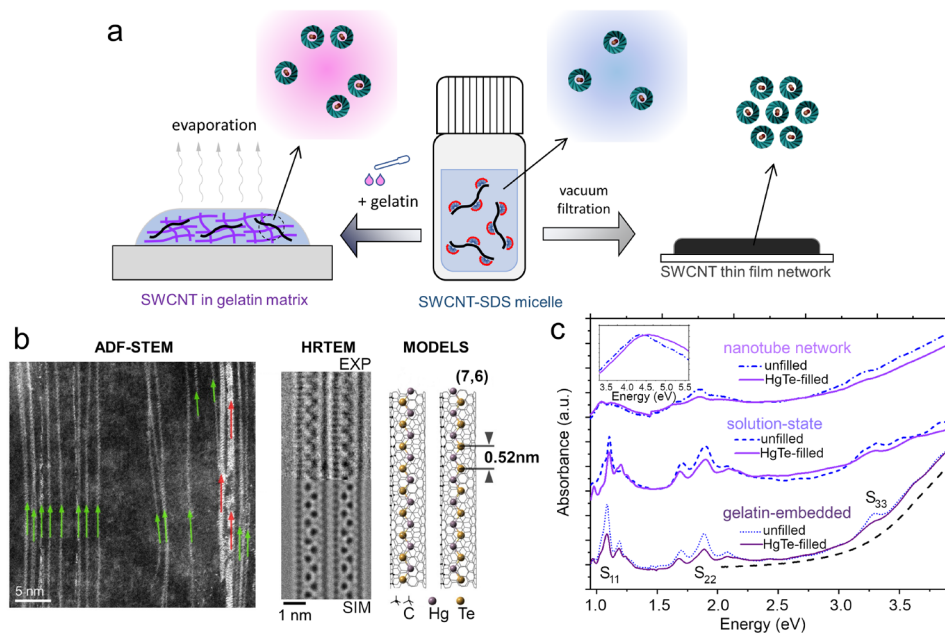 a
evaporation
+ gelatin
vacuum
filtration
SWCNT in gelatin matrix
SWCNT-SDS micelle
SWCNT thin film network
b
ADF-STEM
HRTEM
MODELS
EXP
(7,6)
0.52nm
5 nm
SIM
1 nm
C
Hg
Te
c
Absorbance (a.u.)
3.5 4.0 4.5 5.0 5.5
Energy (eV)
nanotube network
unfilled
HgTe-filled
solution-state
unfilled
HgTe-filled
gelatin-embedded
unfilled
HgTe-filled
S33
S11
S22
1.0 1.5 2.0 2.5 3.0 3.5
Energy (eV)